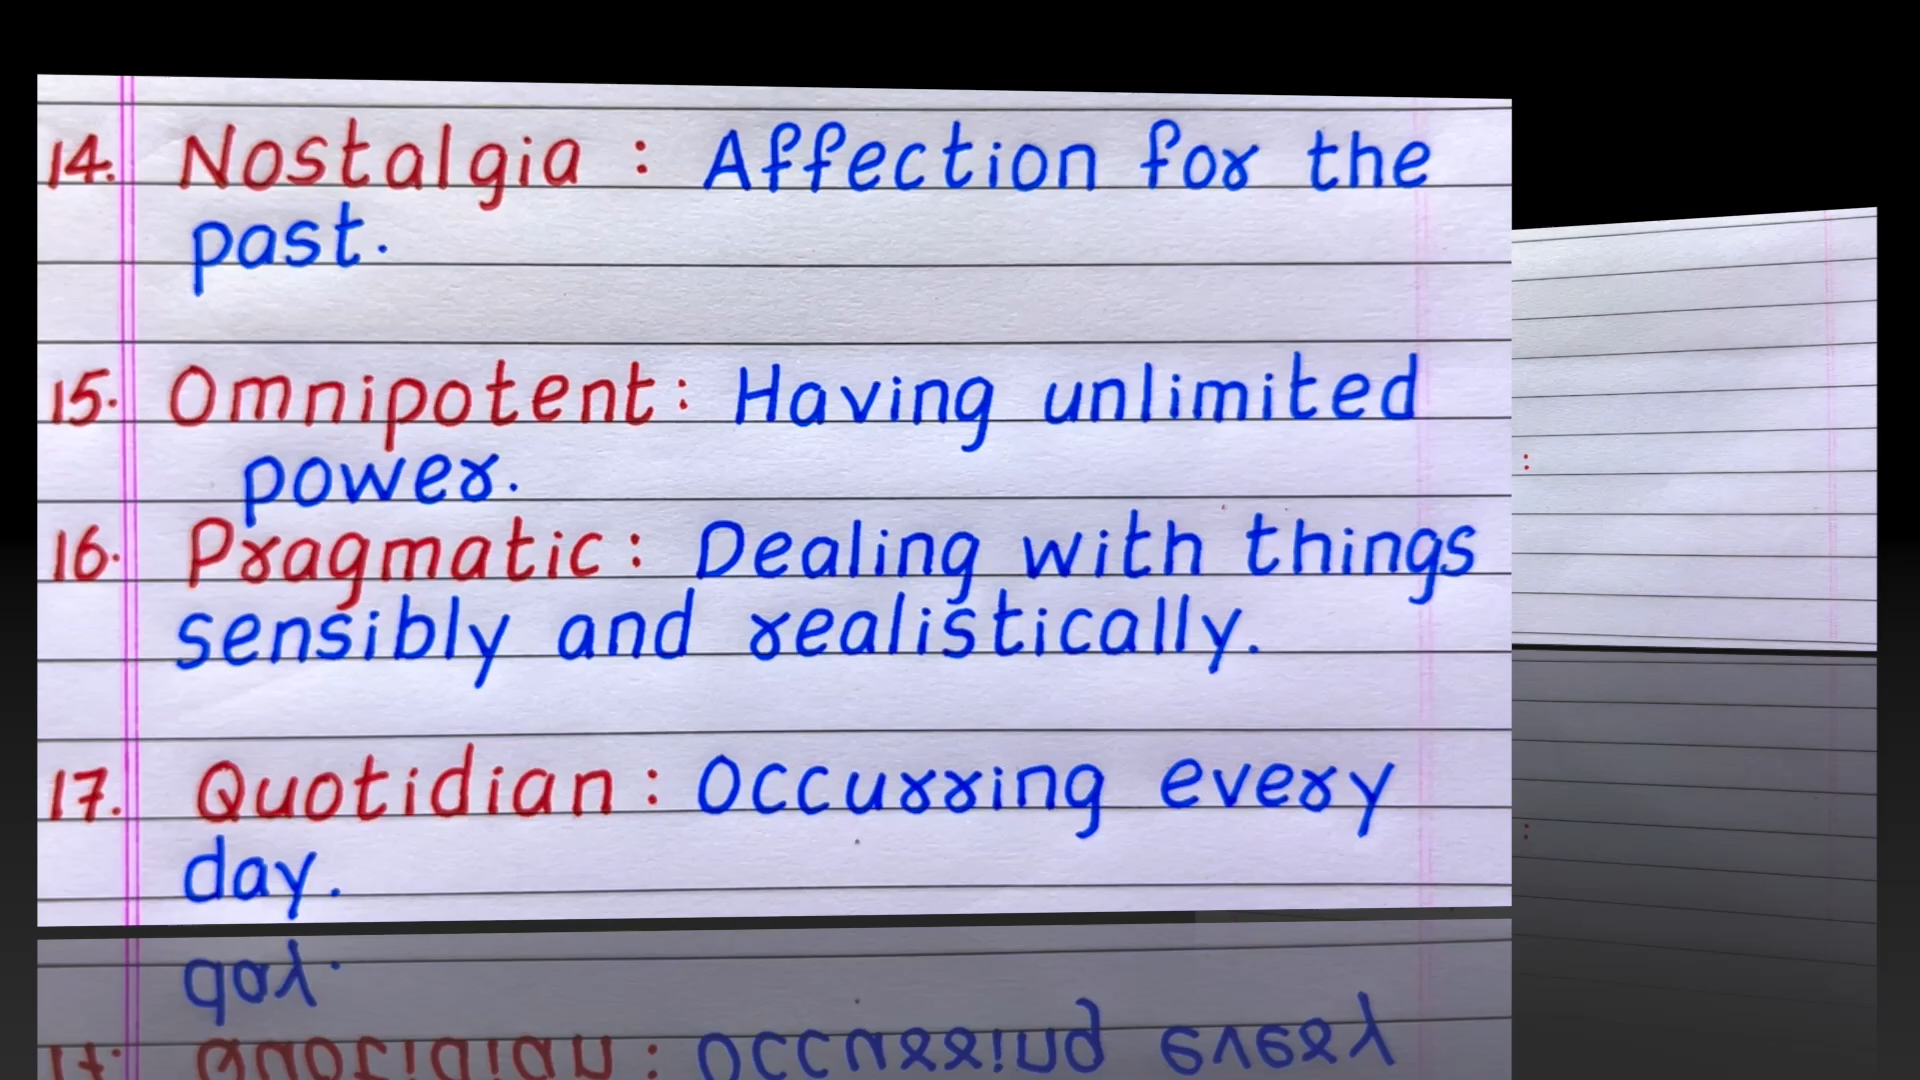 14. Nostalgia : Affection for the
past.
15. Omnipotent: Having unlimited
power.
16. Pragmatic: Dealing with things
sensibly and realistically.
17. Quotidian : Occurring every
day.